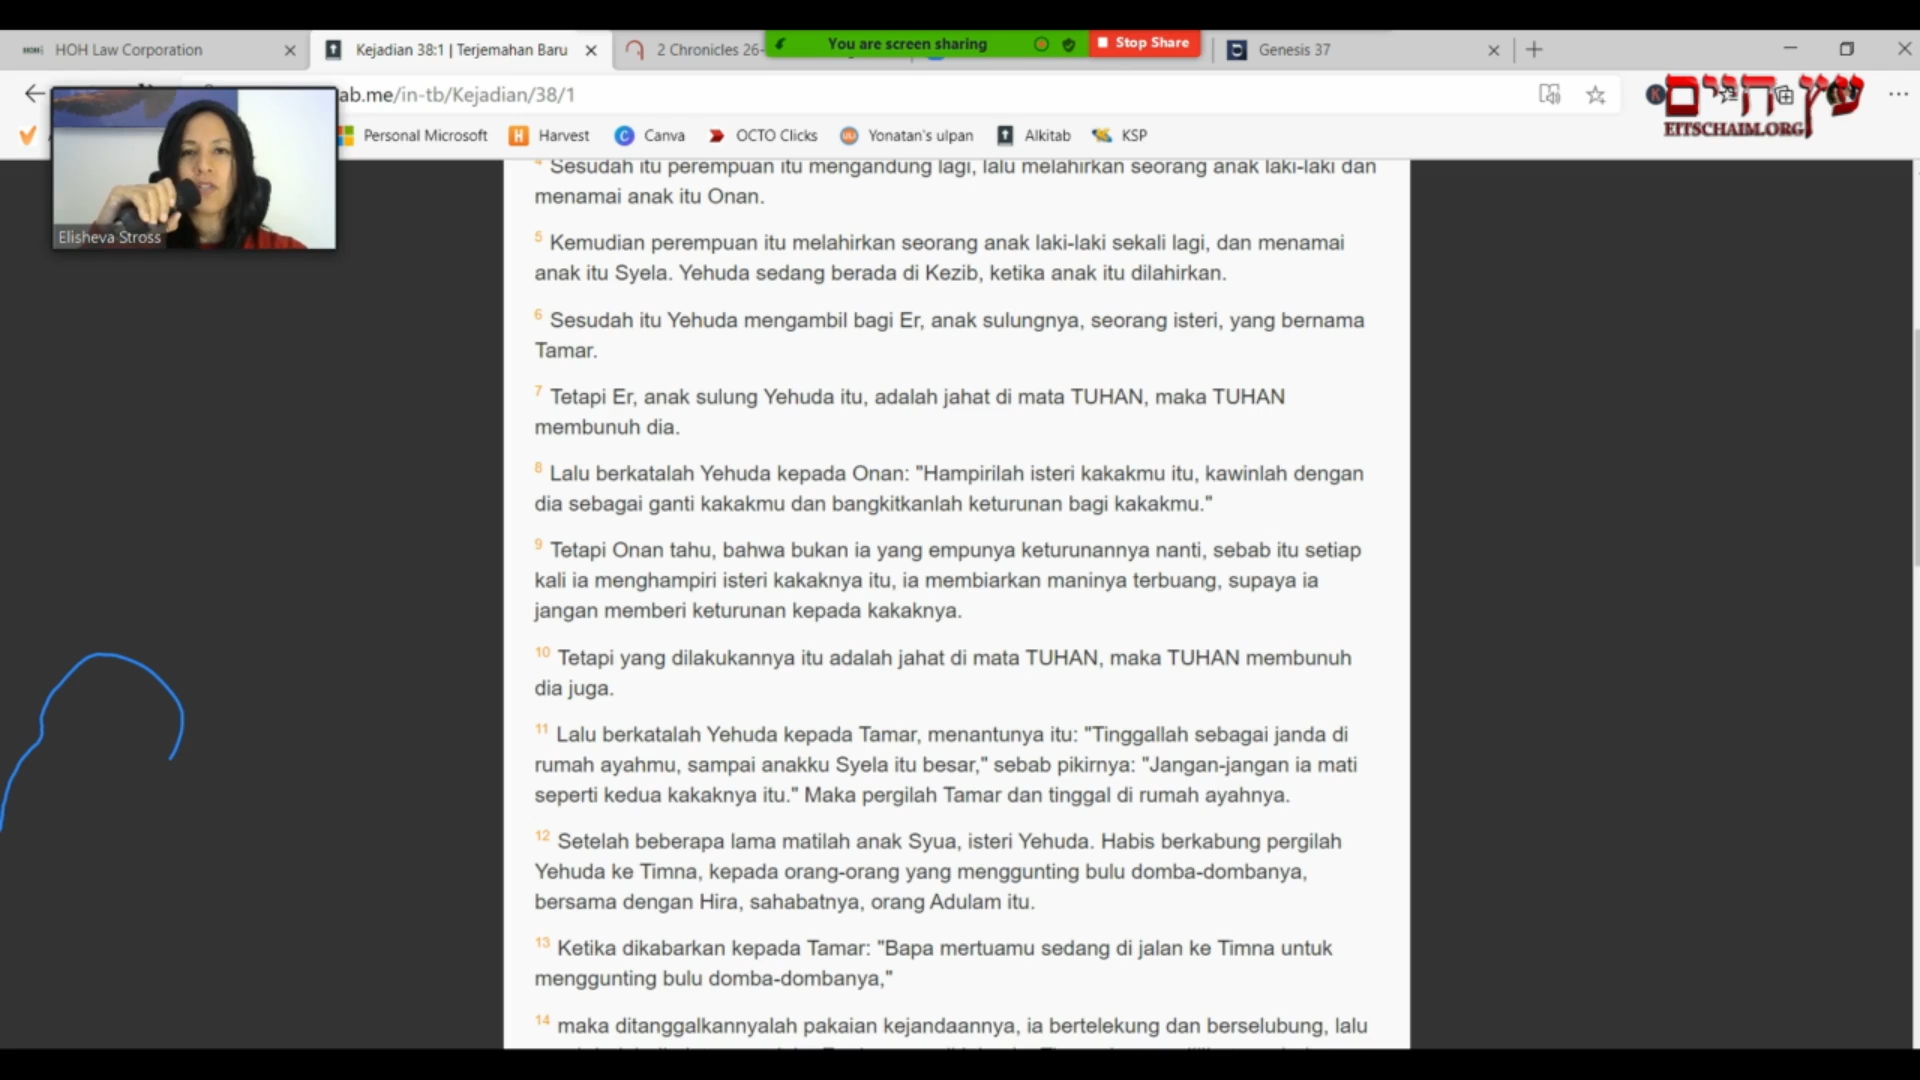 HOH Law Corporation
Kejadian 38:1 | Terjemahan Baru
2 Chronicles 26-
You are screen sharing
Stop Share
Genesis 37
ab.me/in-tb/Kejadian/38/1
עץ חיים
EITSCHAIM.ORG
Personal Microsoft
Harvest
Canva
OCTO Clicks
Yonatan's ulpan
Alkitab
KSP
Elisheva Stross
4 Sesudah itu perempuan itu mengandung lagi, lalu melahirkan seorang anak laki-laki dan
menamai anak itu Onan.
5 Kemudian perempuan itu melahirkan seorang anak laki-laki sekali lagi, dan menamai
anak itu Syela. Yehuda sedang berada di Kezib, ketika anak itu dilahirkan.
6 Sesudah itu Yehuda mengambil bagi Er, anak sulungnya, seorang isteri, yang bernama
Tamar.
7 Tetapi Er, anak sulung Yehuda itu, adalah jahat di mata TUHAN, maka TUHAN
membunuh dia.
8 Lalu berkatalah Yehuda kepada Onan: "Hampirilah isteri kakakmu itu, kawinlah dengan
dia sebagai ganti kakakmu dan bangkitkanlah keturunan bagi kakakmu."
9 Tetapi Onan tahu, bahwa bukan ia yang empunya keturunannya nanti, sebab itu setiap
kali ia menghampiri isteri kakaknya itu, ia membiarkan maninya terbuang, supaya ia
jangan memberi keturunan kepada kakaknya.
10 Tetapi yang dilakukannya itu adalah jahat di mata TUHAN, maka TUHAN membunuh
dia juga.
11 Lalu berkatalah Yehuda kepada Tamar, menantunya itu: "Tinggallah sebagai janda di
rumah ayahmu, sampai anakku Syela itu besar," sebab pikirnya: "Jangan-jangan ia mati
seperti kedua kakaknya itu." Maka pergilah Tamar dan tinggal di rumah ayahnya.
12 Setelah beberapa lama matilah anak Syua, isteri Yehuda. Habis berkabung pergilah
Yehuda ke Timna, kepada orang-orang yang menggunting bulu domba-dombanya,
bersama dengan Hira, sahabatnya, orang Adulam itu.
13 Ketika dikabarkan kepada Tamar: "Bapa mertuamu sedang di jalan ke Timna untuk
menggunting bulu domba-dombanya,"
14 maka ditanggalkannyalah pakaian kejandaannya, ia bertelekung dan berselubung, lalu